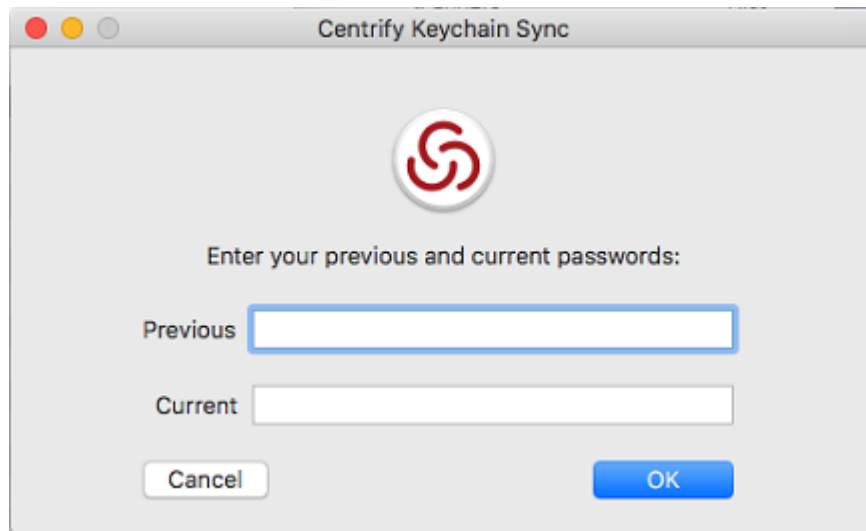 Centrify Keychain Sync
Enter your previous and current passwords:
Previous
Current
Cancel OK